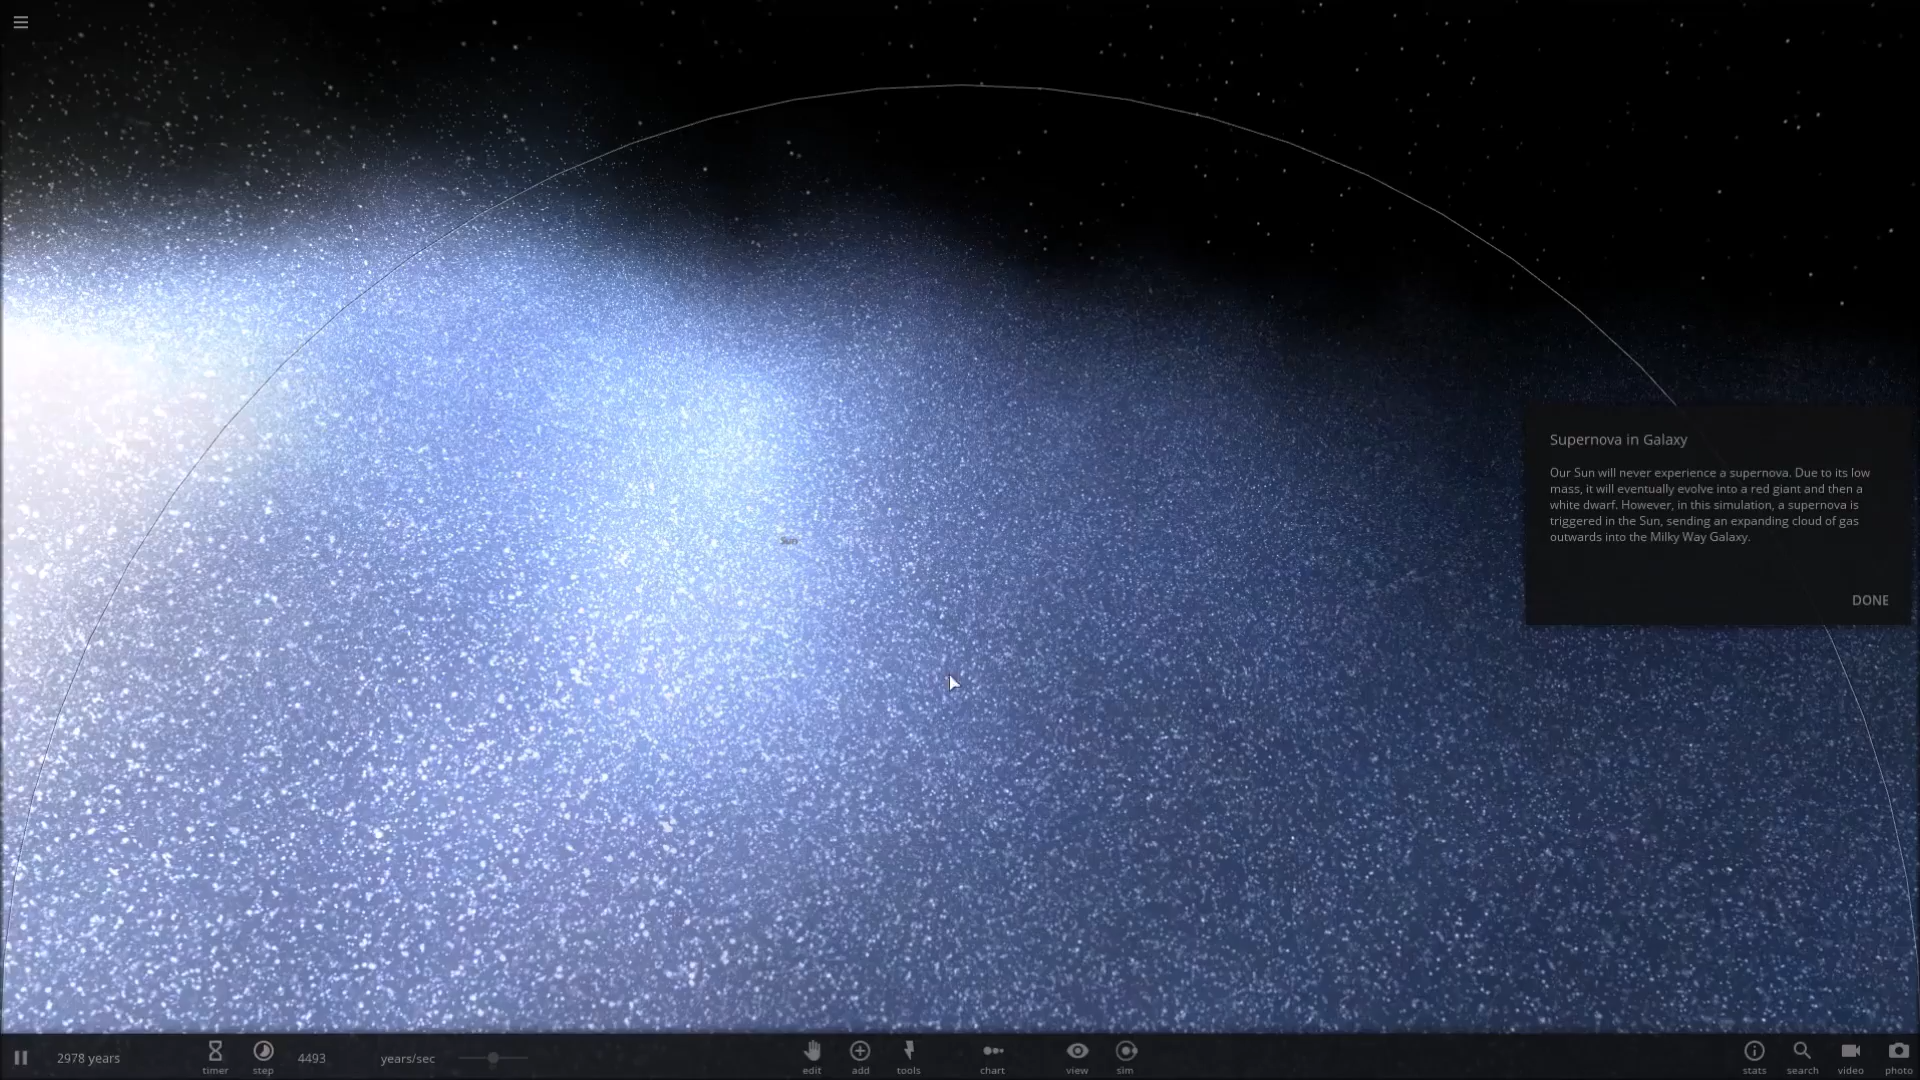 Supernova in Galaxy
Our Sun will never experience a supernova. Due to its low
mass, it will eventually evolve into a red giant and then a
white dwarf. However, in this simulation, a supernova is
triggered in the Sun, sending an expanding cloud of gas
outwards into the Milky Way Galaxy.
Sun
DONE
2978 years
timer
step
4493
years/sec
edit
add
tools
chart
view
sim
stats
search
video
photo